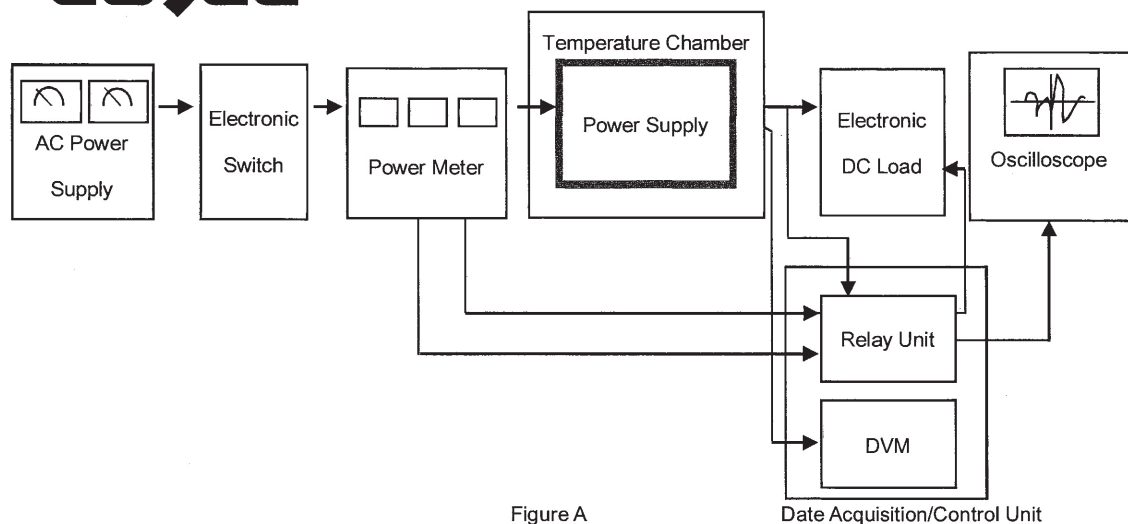 Temperature Chamber
AC Power
Supply
Electronic
Switch
Power Meter
Power Supply
Electronic
DC Load
Oscilloscope
Relay Unit
DVM
Figure A
Date Acquisition/Control Unit